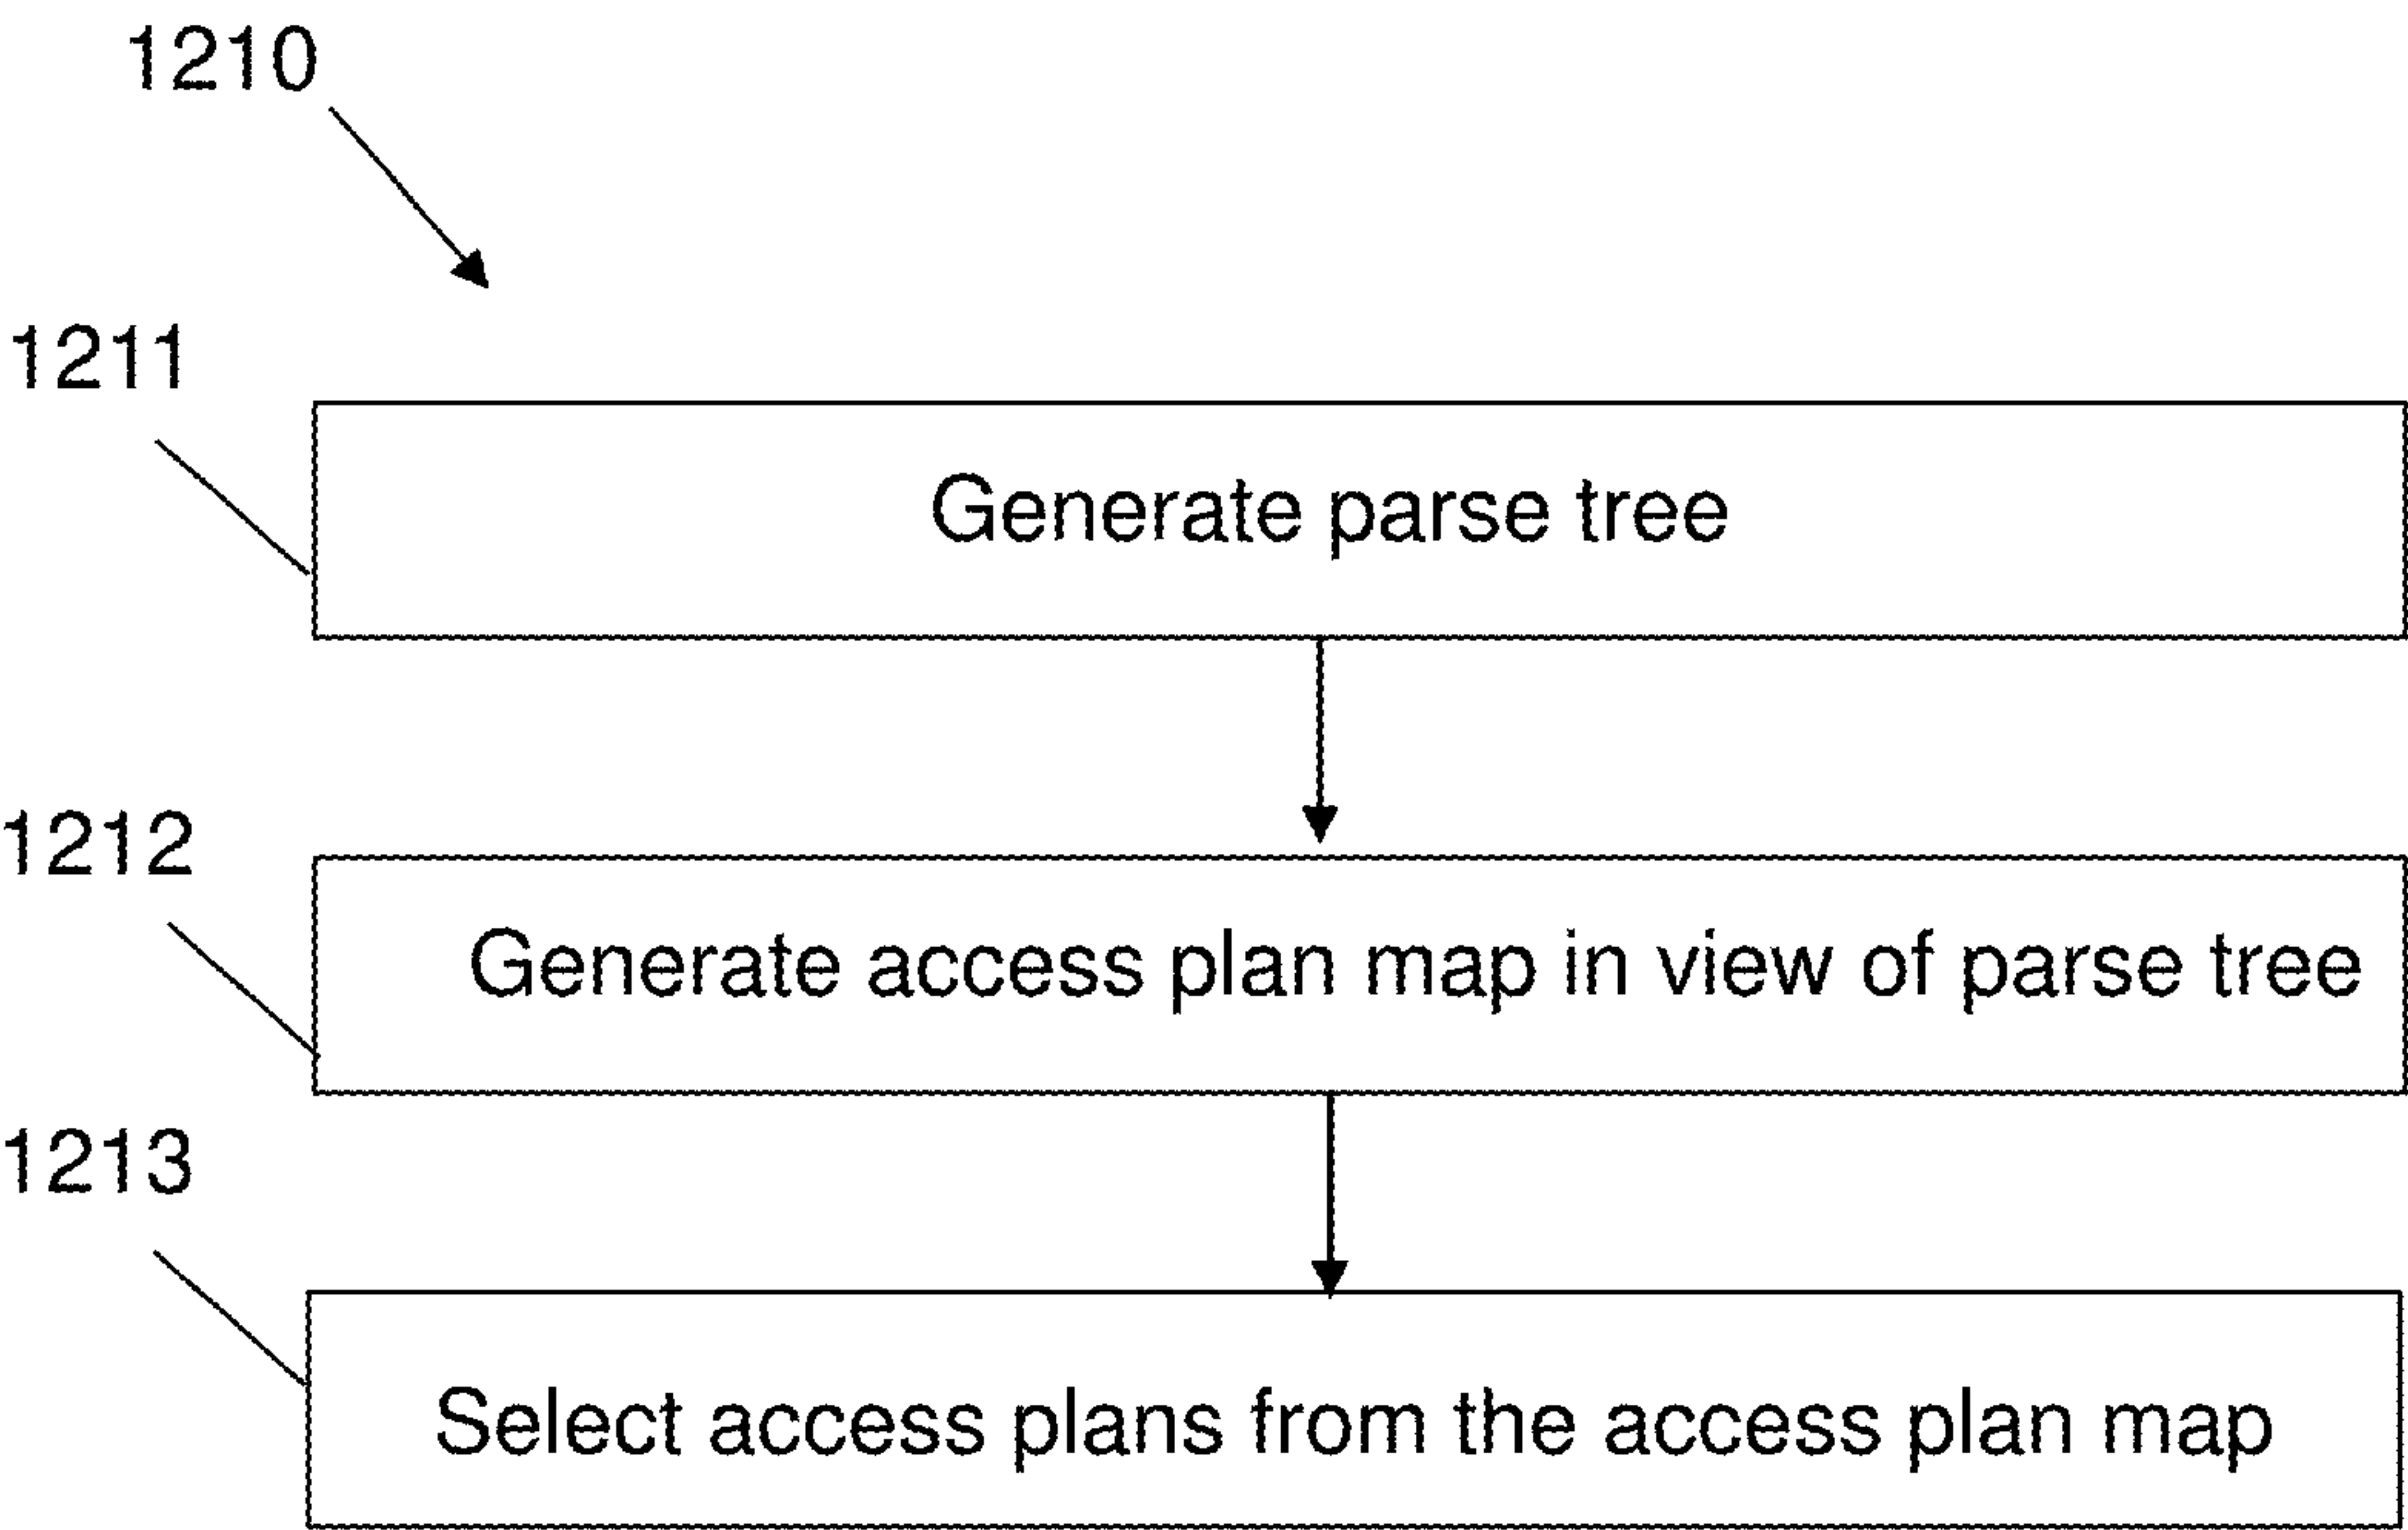 1210
1211
Generate parse tree
1212
Generate access plan map in view of parse tree
1213
Select access plans from the access plan map